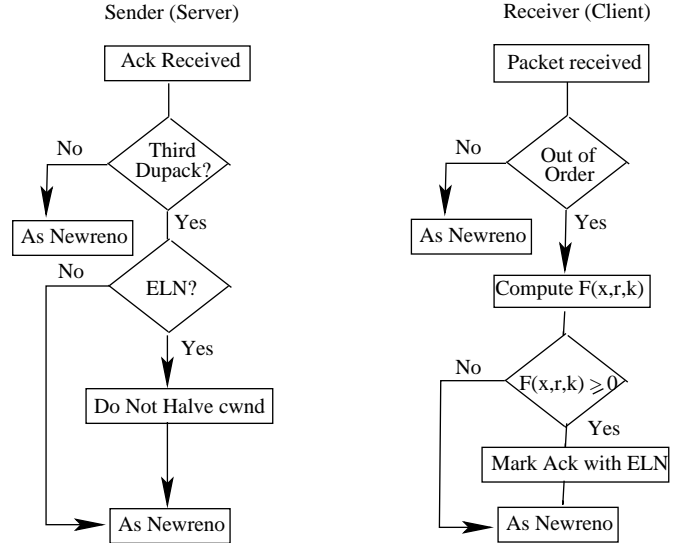 Sender (Server)
Ack Received
Third
Dupack?
No
Yes
As Newreno
No
ELN?
Yes
Do Not Halve cwnd
As Newreno
Receiver (Client)
Packet received
Out of
Order
No
Yes
As Newreno
Compute F(x,r,k)
No
F(x,r,k) ⩾ 0
Yes
Mark Ack with ELN
As Newreno